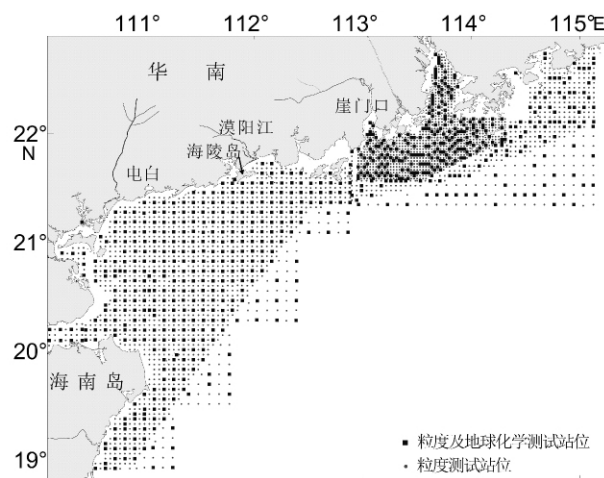 111° 112° 113° 114° 115°E
华 南
崖门口
22°
N
漠阳江
海陵岛
电白
21°
20°
海南岛
19°
■ 粒度及地球化学测试站位
• 粒度测试站位